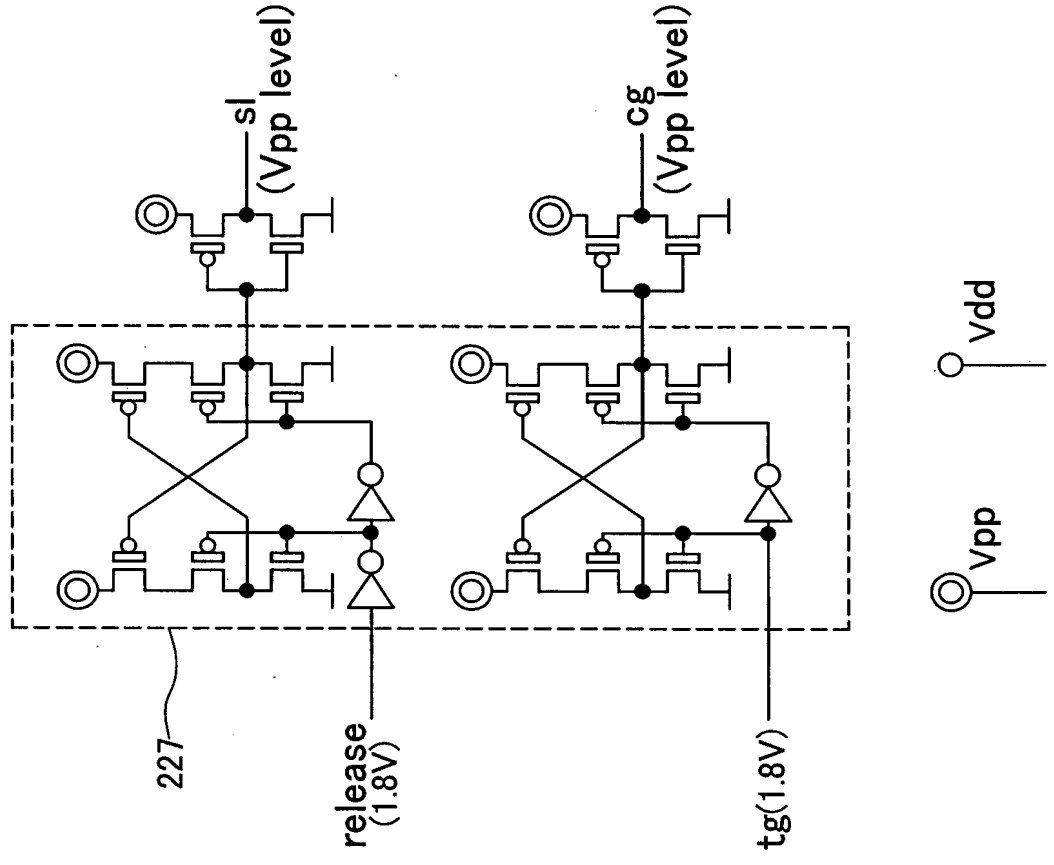 227
release
(1.8V)
sl
(Vpp level)
tg(1.8V)
cg
(Vpp level)
Vpp
Vdd